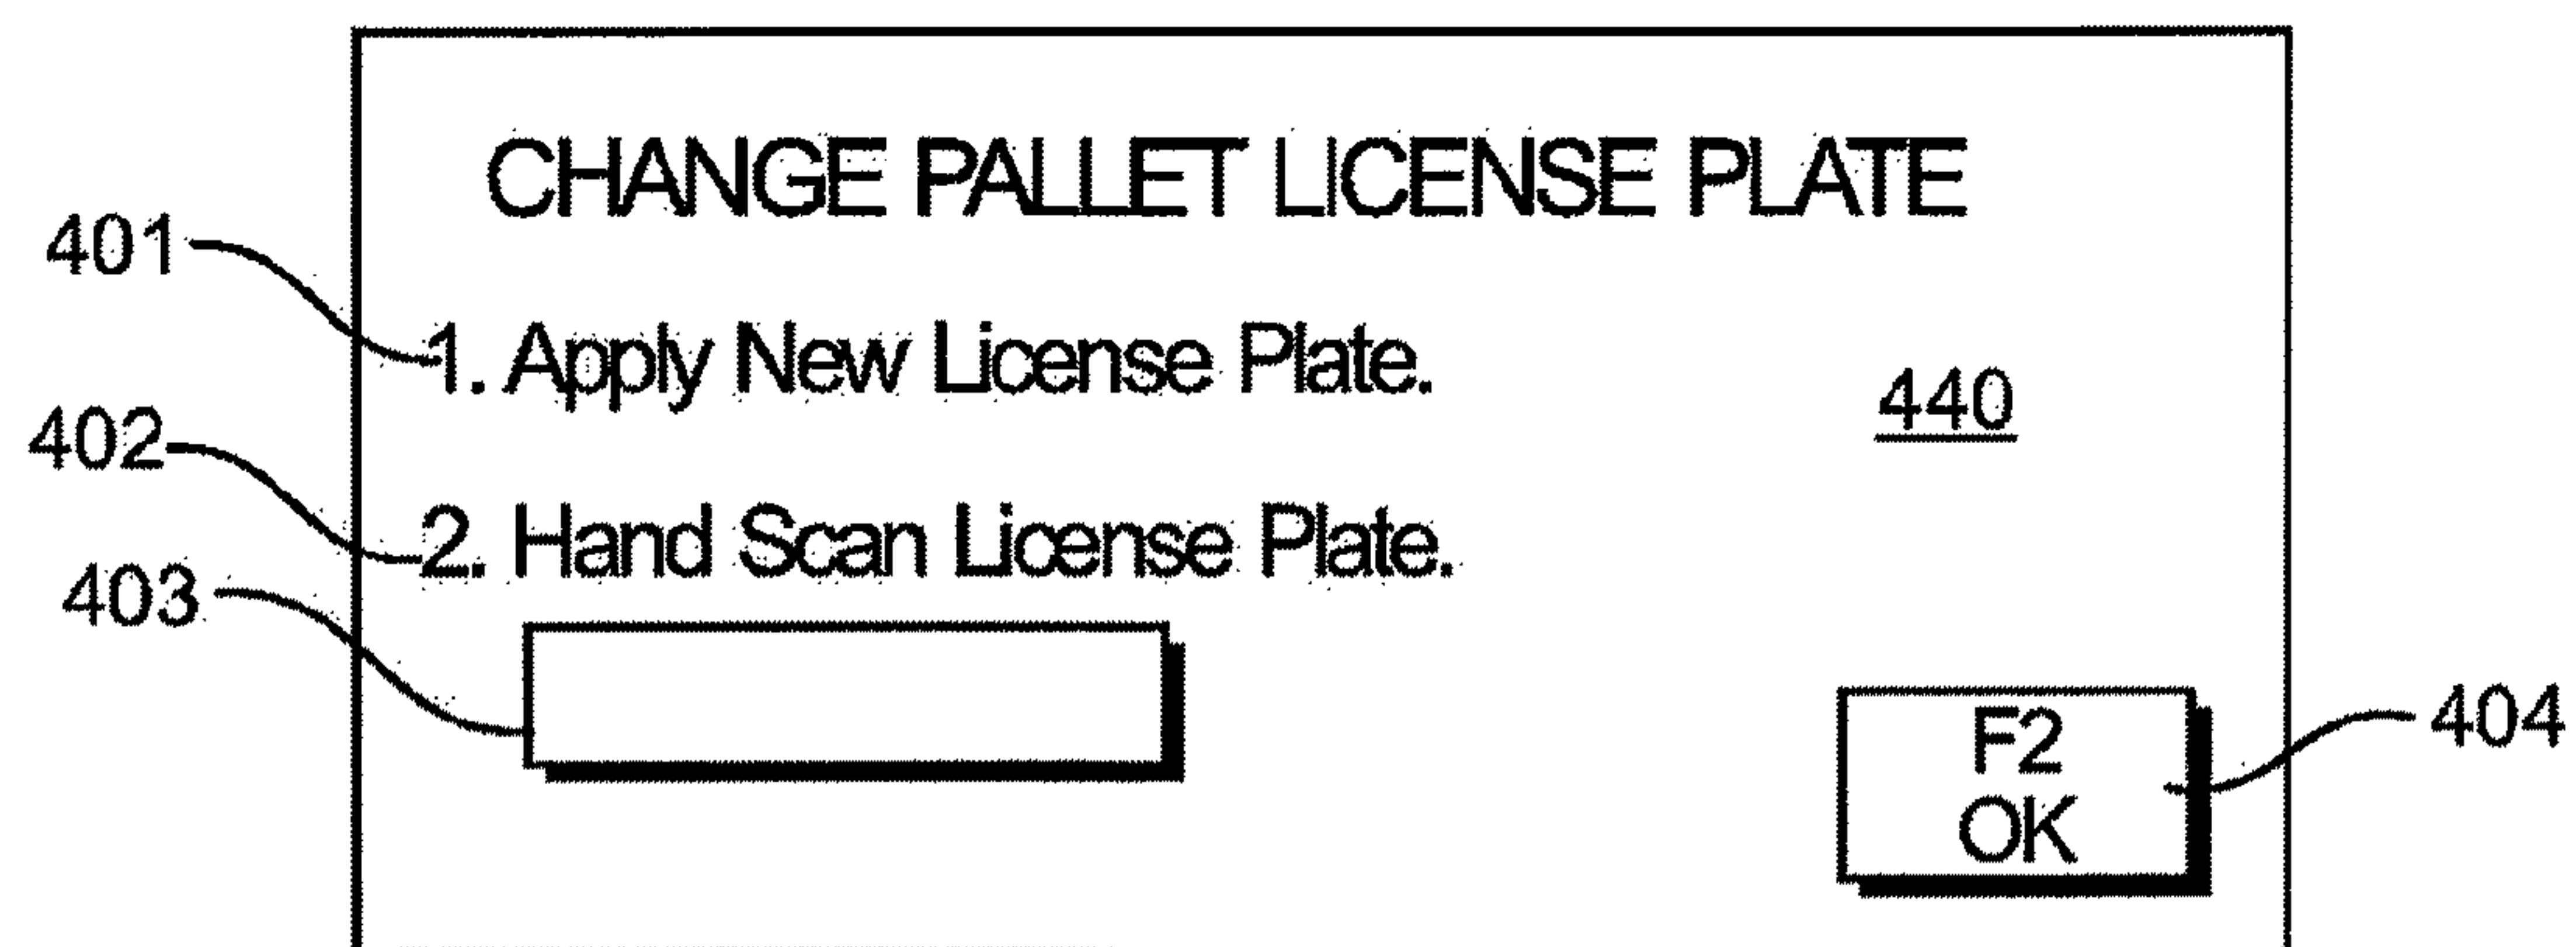 CHANGE PALLET LICENSE PLATE
401
1. Apply New License Plate.
440
402
2. Hand Scan License Plate.
403
F2
OK
404